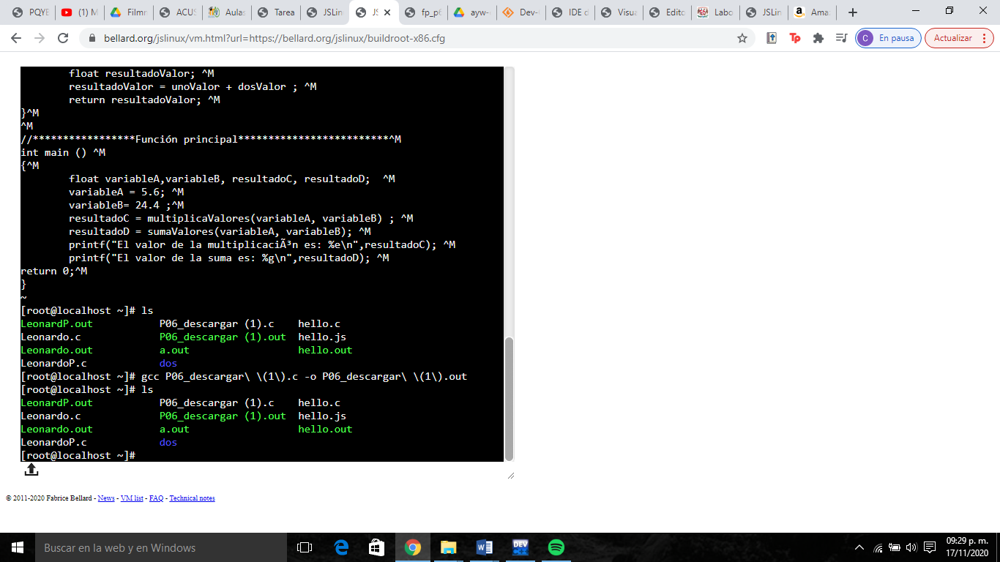 PQYE
(1) M
Filmr
ACUS
Aulas
Tarea
JSLin
JS
fp_p6
ayw-
Dev-
IDE d
Visua
Edito
Labo
JSLin
Ama
bellard.org/jslinux/vm.html?url=https://bellard.org/jslinux/buildroot-x86.cfg
Tp
C En pausa
Actualizar
float resultadoValor; ^M
resultadoValor = unoValor + dosValor ; ^M
return resultadoValor; ^M
}^M
^M
//*****************Función principal*************************^M
int main () ^M
{^M
float variableA,variableB, resultadoC, resultadoD;  ^M
variableA = 5.6; ^M
variableB= 24.4 ;^M
resultadoC = multiplicaValores(variableA, variableB) ; ^M
resultadoD = sumaValores(variableA, variableB); ^M
printf("El valor de la multiplicaciÃ³n es: %e\n",resultadoC); ^M
printf("El valor de la suma es: %g\n",resultadoD); ^M
return 0;^M
}
~
[root@localhost ~]# ls
LeonardP.out P06_descargar (1).c hello.c
Leonardo.c P06_descargar (1).out hello.js
Leonardo.out a.out hello.out
LeonardoP.c dos
[root@localhost ~]# gcc P06_descargar\ \(1\).c -o P06_descargar\ \(1\).out
[root@localhost ~]# ls
LeonardP.out P06_descargar (1).c hello.c
Leonardo.c P06_descargar (1).out hello.js
Leonardo.out a.out hello.out
LeonardoP.c dos
[root@localhost ~]#
© 2011-2020 Fabrice Bellard - News - VM list - FAQ - Technical notes
Buscar en la web y en Windows
DEV
09:29 p. m.
17/11/2020